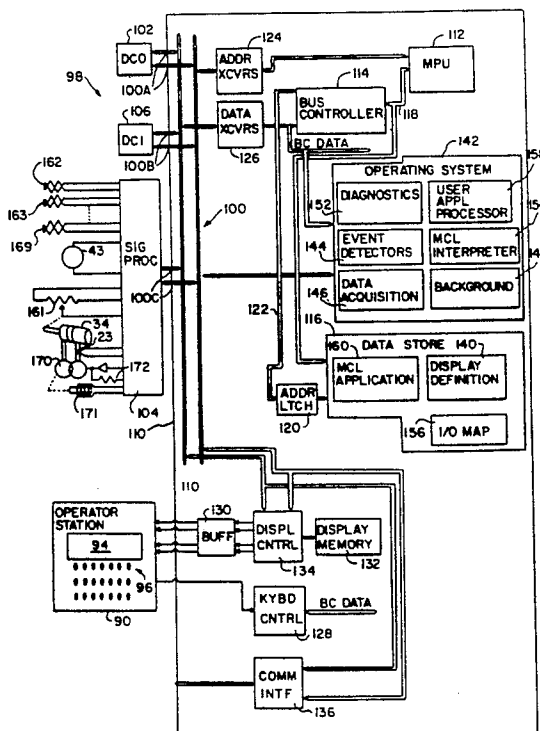 102
DC0
100A
98
106
DC1
100B
124
ADDR
XCVRS
112
MPU
114
BUS
CONTROLLER
118
DATA
XCVRS
126
BC DATA
142
OPERATING SYSTEM
DIAGNOSTICS
152
USER
APPL
PROCESSOR
EVENT
DETECTORS
144
MCL
INTERPRETER
DATA
ACQUISITION
146
BACKGROUND
100
162
163
169
43
SIG
PROC
100C
161
34
23
170
172
171
104
110
122
116
DATA STORE
140
160
MCL
APPLICATION
DISPLAY
DEFINITION
ADDR
LTCH
120
156
I/O MAP
110
OPERATOR
STATION
94
96
90
130
BUFF
DISPL
CNTRL
134
DISPLAY
MEMORY
132
KYBD
CNTRL
128
BC DATA
COMM
INTF
136